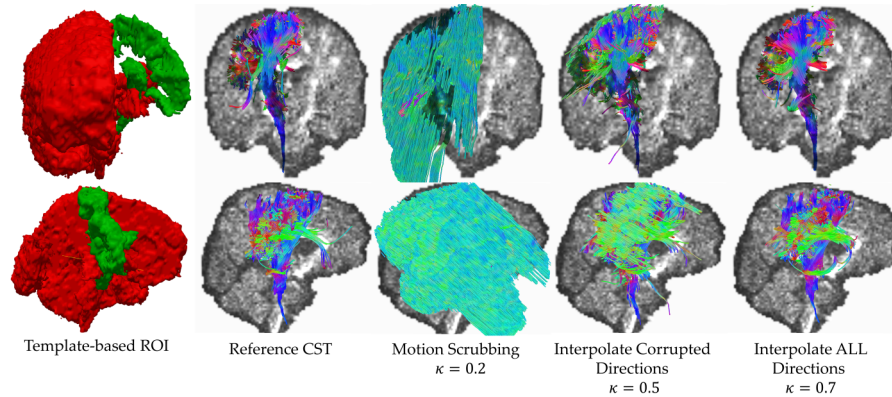 Template-based ROI
Reference CST
Motion Scrubbing
κ = 0.2
Interpolate Corrupted
Directions
κ = 0.5
Interpolate ALL
Directions
κ = 0.7